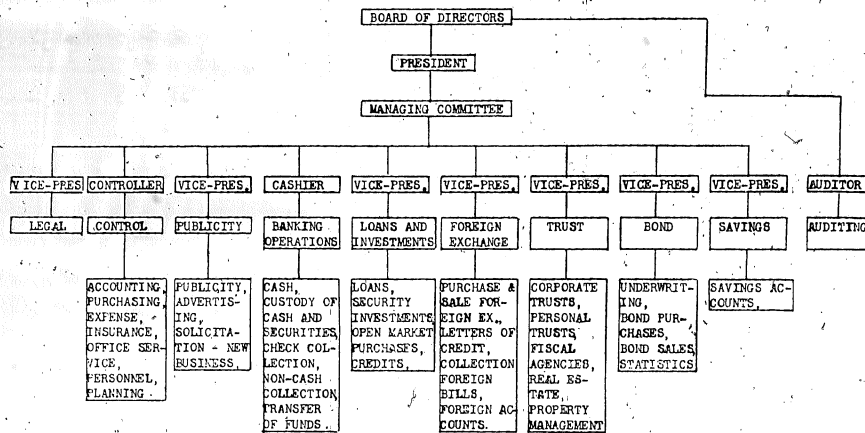 BOARD OF DIRECTORS
PRESIDENT
MANAGING COMMITTEE
VICE-PRES
CONTROLLER
VICE-PRES.
CASHIER
VICE-PRES.
VICE-PRES.
VICE-PRES.
VICE-PRES.
VICE-PRES.
AUDITOR
LEGAL
CONTROL
PUBLICITY
BANKING
OPERATIONS
LOANS AND
INVESTMENTS
FOREIGN
EXCHANGE
TRUST
BOND
SAVINGS
AUDITING
ACCOUNTING,
PURCHASING,
EXPENSE,
INSURANCE,
OFFICE SER-
VICE,
PERSONNEL,
PLANNING.
PUBLICITY,
ADVERTIS-
ING,
SOLICITA-
TION - NEW
BUSINESS.
CASH,
CUSTODY OF
CASH AND
SECURITIES,
CHECK COL-
LECTION,
NON-CASH
COLLECTION,
TRANSFER
OF FUNDS.
LOANS,
SECURITY
INVESTMENTS,
OPEN MARKET
PURCHASES,
CREDITS,
PURCHASE &
SALE FOR-
EIGN EX.,
LETTERS OF
CREDIT,
COLLECTION
FOREIGN
BILLS,
FOREIGN AC-
COUNTS.
CORPORATE
TRUSTS,
PERSONAL
TRUSTS,
FISCAL
AGENCIES,
REAL ES-
TATE,
PROPERTY
MANAGEMENT
UNDERWRIT-
ING,
BOND PUR-
CHASES,
BOND SALES,
STATISTICS
SAVINGS AC-
COUNTS,